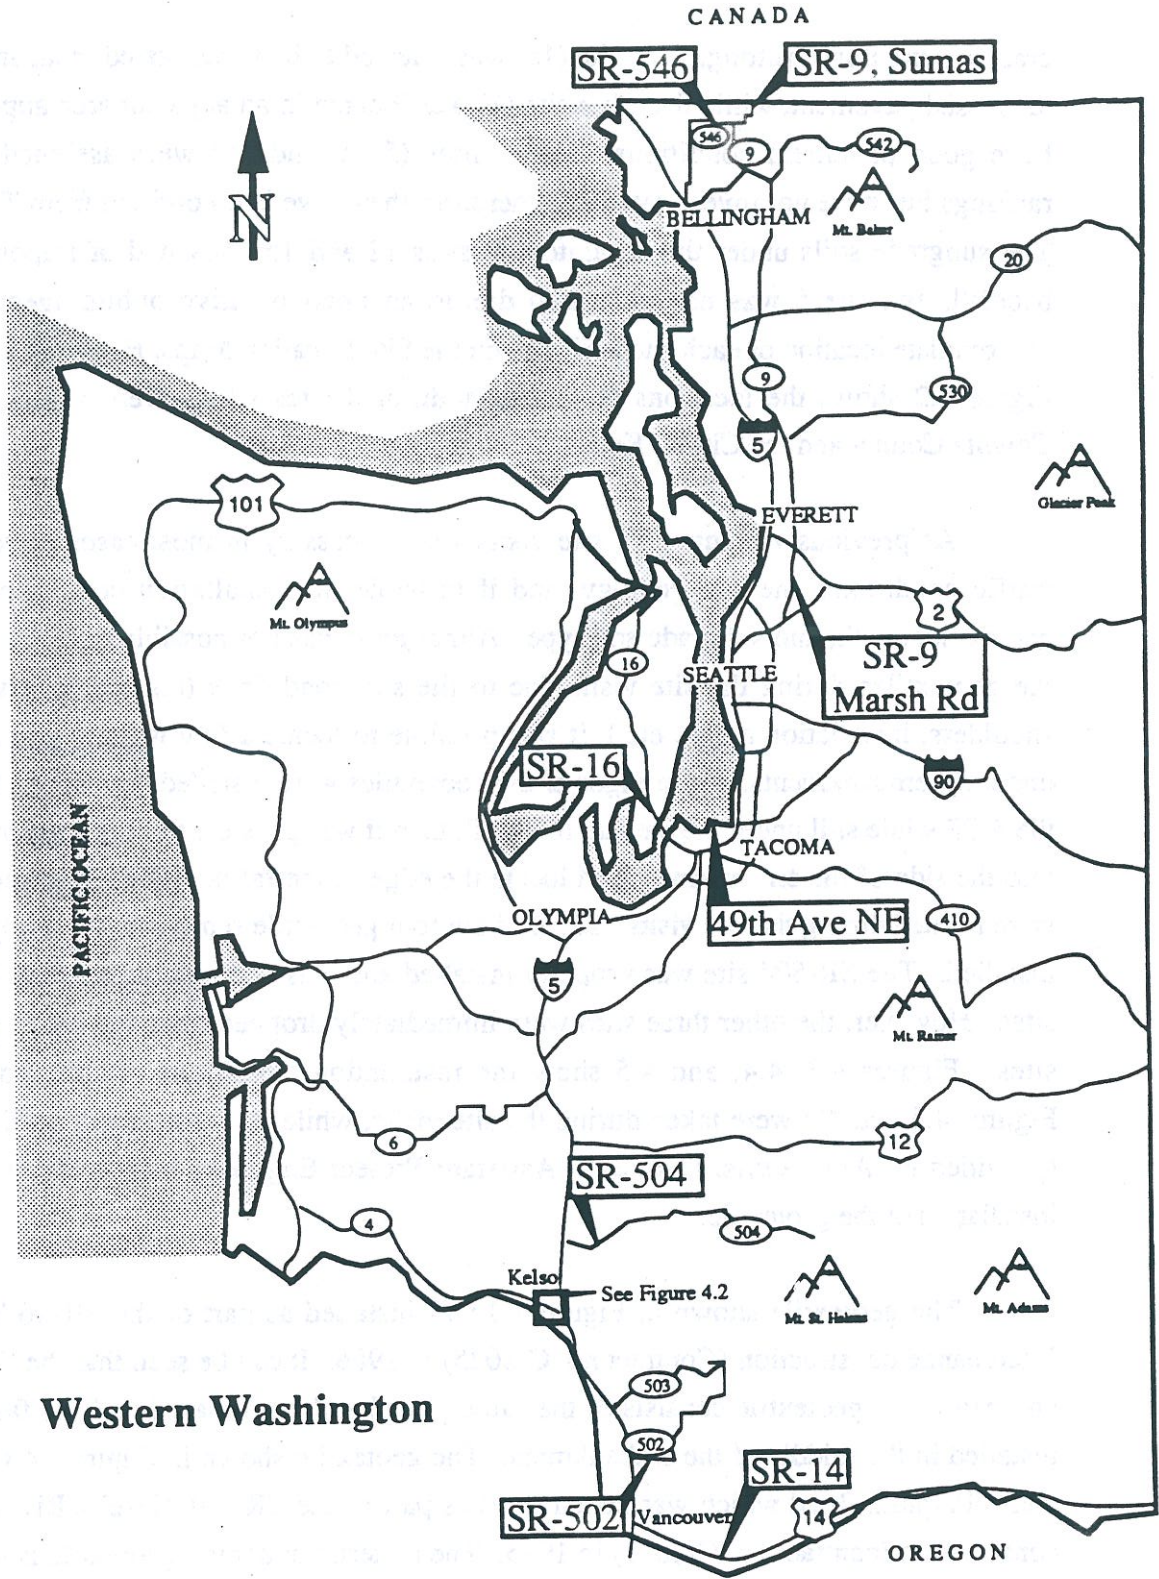 CANADA
SR-546
SR-9, Sumas
546
9
542
BELLINGHAM
Mt. Baker
N
20
9
530
5
101
Glacier Peak
EVERETT
Mt. Olympus
2
16
SEATTLE
SR-9
Marsh Rd
SR-16
90
PACIFIC OCEAN
TACOMA
OLYMPIA
49th Ave NE
410
5
Mt. Rainier
6
12
SR-504
4
504
Kelso
See Figure 4.2
Mt. St. Helens
Mt. Adams
503
Western Washington
502
SR-14
SR-502
Vancouver
14
OREGON